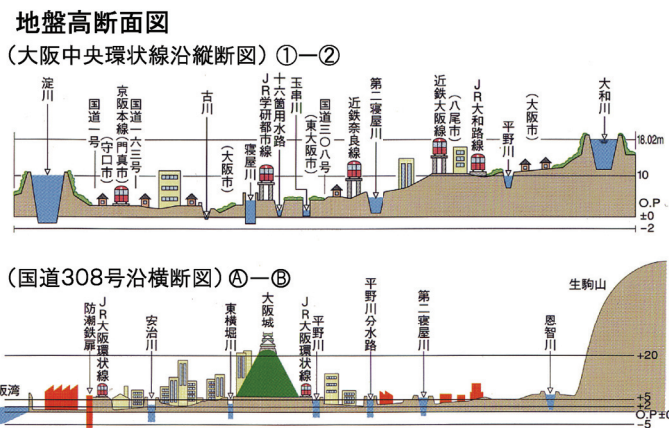 地盤高断面図
(大阪中央環状線沿縦断図) ①ー②
淀川
国道一号
(守口市)
京阪本線(門真市)
国道一六三号
古川
(大阪市)
寝屋川
JR学研都市線
十六箇用水路
玉串川
(東大阪市)
国道三〇八号
近鉄奈良線
第二寝屋川
近鉄大阪線
(八尾市)
JR大和路線
平野川
(大阪市)
大和川
18.02m
10
O.P
±0
-2
(国道308号沿横断図) Ⓐ―Ⓑ
防潮鉄扉
JR大阪環状線
安治川
東横堀川
大阪城
JR大阪環状線
平野川
平野川分水路
第二寝屋川
恩智川
生駒山
+20
+5
+2
O.P±0
-5
阪湾